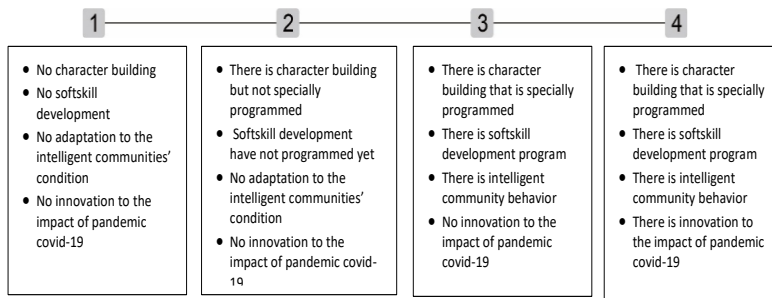 1
2
3
4
• No character building
• No softskill
development
• No adaptation to the
intelligent communities’
condition
• No innovation to the
impact of pandemic
covid-19
• There is character building
but not specially
programmed
• Softskill development
have not programmed yet
• No adaptation to the
intelligent communities’
condition
• No innovation to the
impact of pandemic covid-
19
• There is character
building that is specially
programmed
• There is softskill
development program
• There is intelligent
community behavior
• No innovation to the
impact of pandemic
covid-19
• There is character
building that is specially
programmed
• There is softskill
development program
• There is intelligent
community behavior
• There is innovation to
the impact of pandemic
covid-19